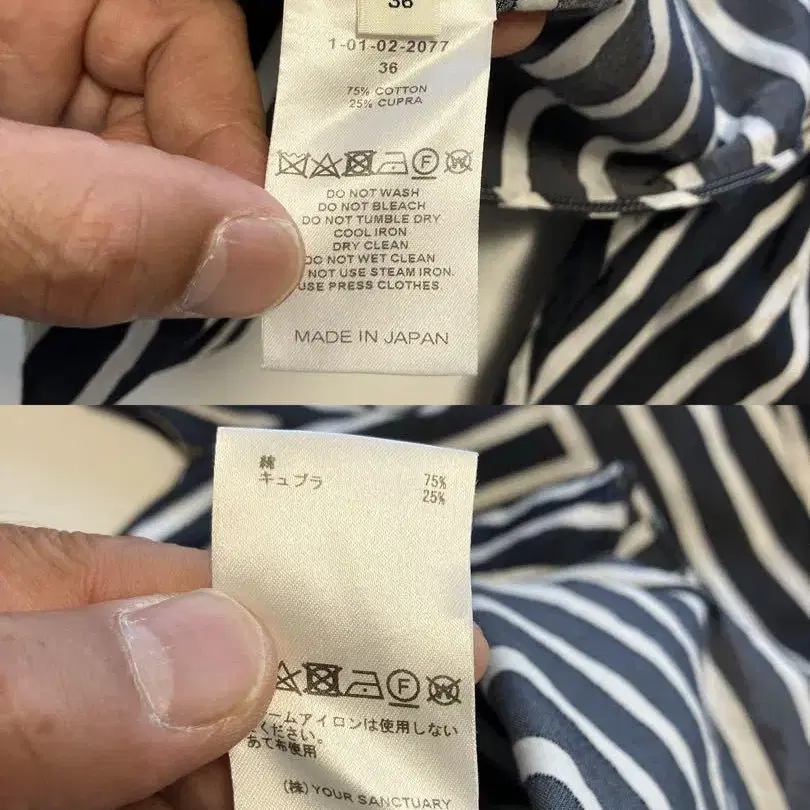 36
1-01-02-2077
36
75% COTTON
25% CUPRA
F W
DO NOT WASH
DO NOT BLEACH
DO NOT TUMBLE DRY
COOL IRON
DRY CLEAN
DO NOT WET CLEAN
NOT USE STEAM IRON.
USE PRESS CLOTHES.
MADE IN JAPAN
綿 75%
キュプラ 25%
F W
ームアイロンは使用しない
ください。
あて布使用
(株) YOUR SANCTUARY